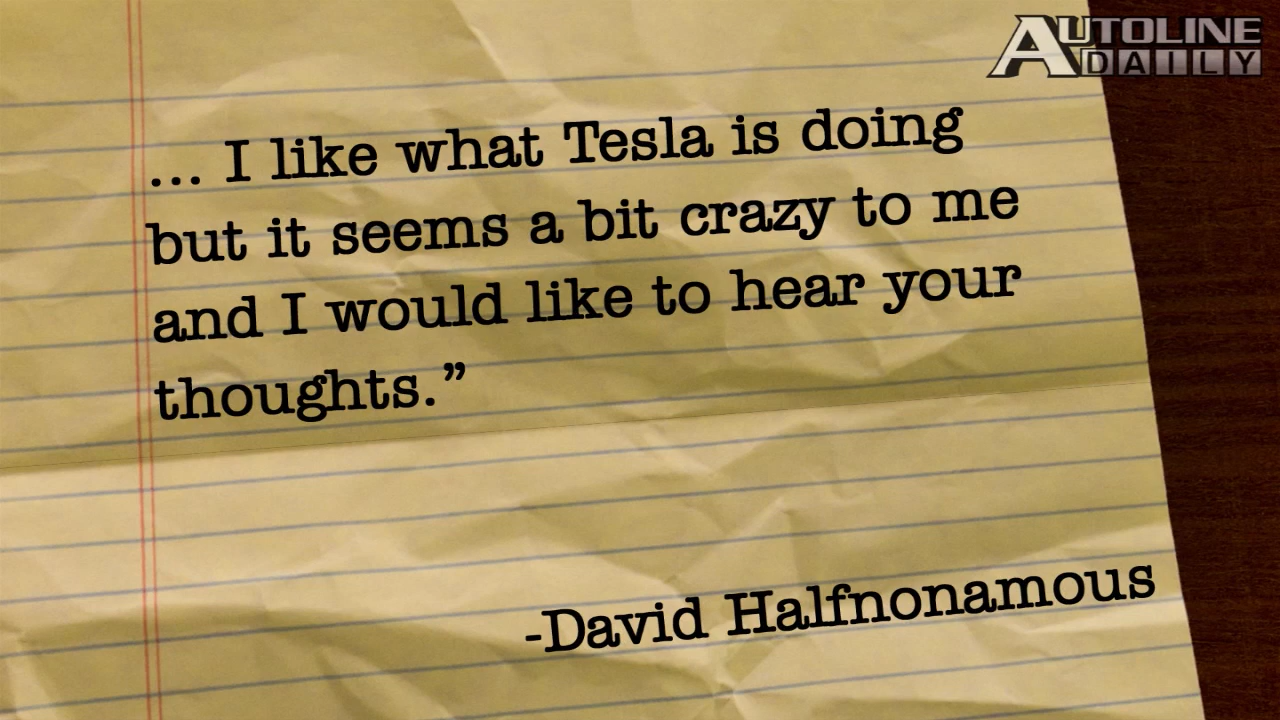 AUTOLINE
DAILY
... I like what Tesla is doing
but it seems a bit crazy to me
and I would like to hear your
thoughts.”
-David Halfnonamous